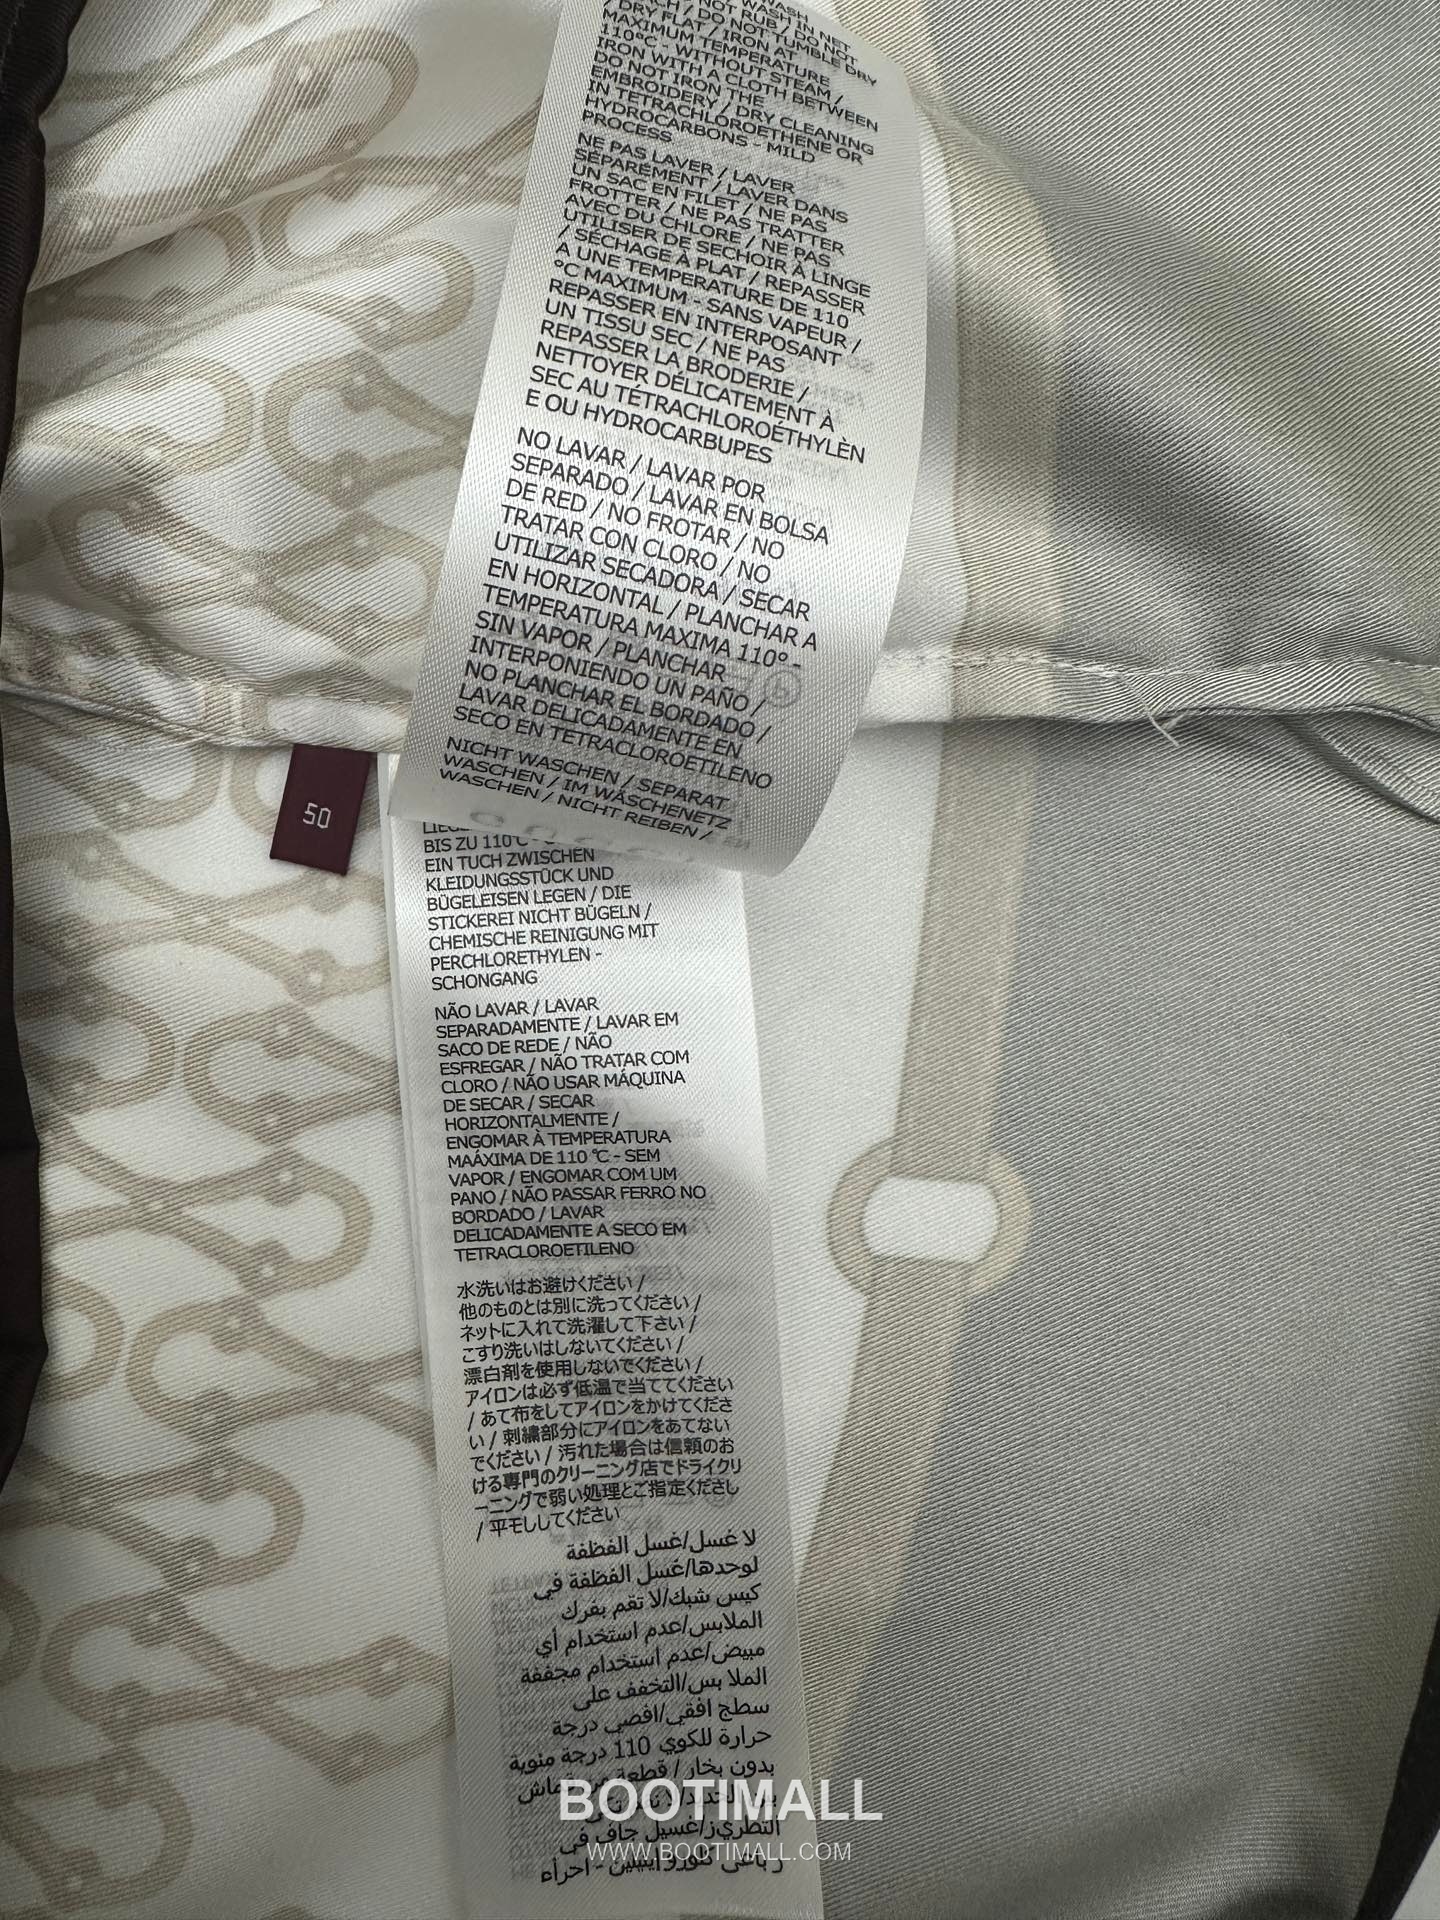 WASH
NOT RUB / DO NOT
/ DO NOT TUMBLE DRY
/ DRY FLAT / IRON AT
MAXIMUM TEMPERATURE
110°C - WITHOUT STEAM /
IRON WITH A CLOTH BETWEEN
DO NOT IRON THE
EMBROIDERY / DRY CLEANING
IN TETRACHLOROETHENE OR
HYDROCARBONS - MILD
PROCESS
NE PAS LAVER / LAVER
SÉPARÉMENT / LAVER DANS
UN SAC EN FILET / NE PAS
FROTTER / NE PAS TRATTER
AVEC DU CHLORE / NE PAS
UTILISER DE SECHOIR À LINGE
/ SÉCHAGE À PLAT / REPASSER
A UNE TEMPERATURE DE 110
°C MAXIMUM - SANS VAPEUR /
REPASSER EN INTERPOSANT
UN TISSU SEC / NE PAS
REPASSER LA BRODERIE /
NETTOYER DÉLICATEMENT À
SEC AU TÉTRACHLOROÉTHYLÈN
E OU HYDROCARBUPES
NO LAVAR / LAVAR POR
SEPARADO / LAVAR EN BOLSA
DE RED / NO FROTAR / NO
TRATAR CON CLORO / NO
UTILIZAR SECADORA / SECAR
EN HORIZONTAL / PLANCHAR A
TEMPERATURA MAXIMA 110° -
SIN VAPOR / PLANCHAR
INTERPONIENDO UN PAÑO /
NO PLANCHAR EL BORDADO /
LAVAR DELICADAMENTE EN
SECO EN TETRACLOROETILENO
NICHT WASCHEN / SEPARAT
WASCHEN / IM WÄSCHENETZ
WASCHEN / NICHT REIBEN /
50
BIS ZU 110°C -
EIN TUCH ZWISCHEN
KLEIDUNGSSTÜCK UND
BÜGELEISEN LEGEN / DIE
STICKEREI NICHT BÜGELN /
CHEMISCHE REINIGUNG MIT
PERCHLORETHYLEN -
SCHONGANG
NÃO LAVAR / LAVAR
SEPARADAMENTE / LAVAR EM
SACO DE REDE / NÃO
ESFREGAR / NÃO TRATAR COM
CLORO / NÃO USAR MÁQUINA
DE SECAR / SECAR
HORIZONTALMENTE /
ENGOMAR À TEMPERATURA
MAÁXIMA DE 110 °C - SEM
VAPOR / ENGOMAR COM UM
PANO / NÃO PASSAR FERRO NO
BORDADO / LAVAR
DELICADAMENTE A SECO EM
TETRACLOROETILENO
水洗いはお避けください /
他のものとは別に洗ってください /
ネットに入れて洗濯して下さい /
こすり洗いはしないてください /
漂白剤を使用しないでください /
アイロンは必ず低温で当ててください
/ あて布をしてアイロンをかけてくださ
い / 刺繍部分にアイロンをあてない
でください / 汚れた場合は信頼のお
ける専門のクリーニング店でドライクリ
ーニングで弱い処理とご指定くださし
/ 平モししてください
لا غسل/غسل الفظفة
لوحدها/غسل الفظفة في
كيس شبك/لا تقم بفرك
الملابس/عدم استخدام أي
مبيض/عدم استخدام مجففة
الملا بس/التخفف على
سطح افقي/افصي درجة
حرارة للكوي 110 درجة منوية
بدون بخار / قطعة من قماش
التطريز/غسيل جاف في
BOOTIMALL
WWW.BOOTIMALL.COM